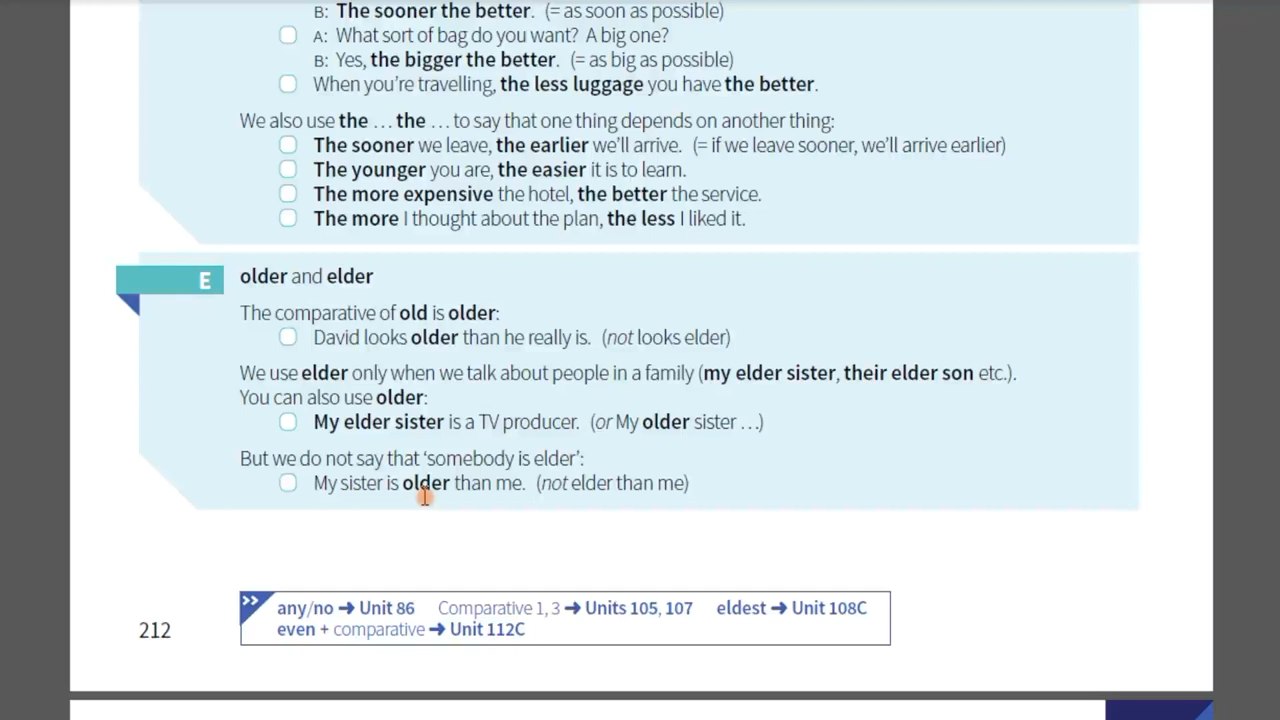 B: The sooner the better. (= as soon as possible)
A: What sort of bag do you want? A big one?
B: Yes, the bigger the better. (= as big as possible)
When you're travelling, the less luggage you have the better.
We also use the … the … to say that one thing depends on another thing:
The sooner we leave, the earlier we'll arrive. (= if we leave sooner, we'll arrive earlier)
The younger you are, the easier it is to learn.
The more expensive the hotel, the better the service.
The more I thought about the plan, the less I liked it.
E older and elder
The comparative of old is older:
David looks older than he really is. (not looks elder)
We use elder only when we talk about people in a family (my elder sister, their elder son etc.).
You can also use older:
My elder sister is a TV producer. (or My older sister …)
But we do not say that 'somebody is elder':
My sister is older than me. (not elder than me)
>> any/no ➜ Unit 86 Comparative 1, 3 ➜ Units 105, 107 eldest ➜ Unit 108C
even + comparative ➜ Unit 112C
212